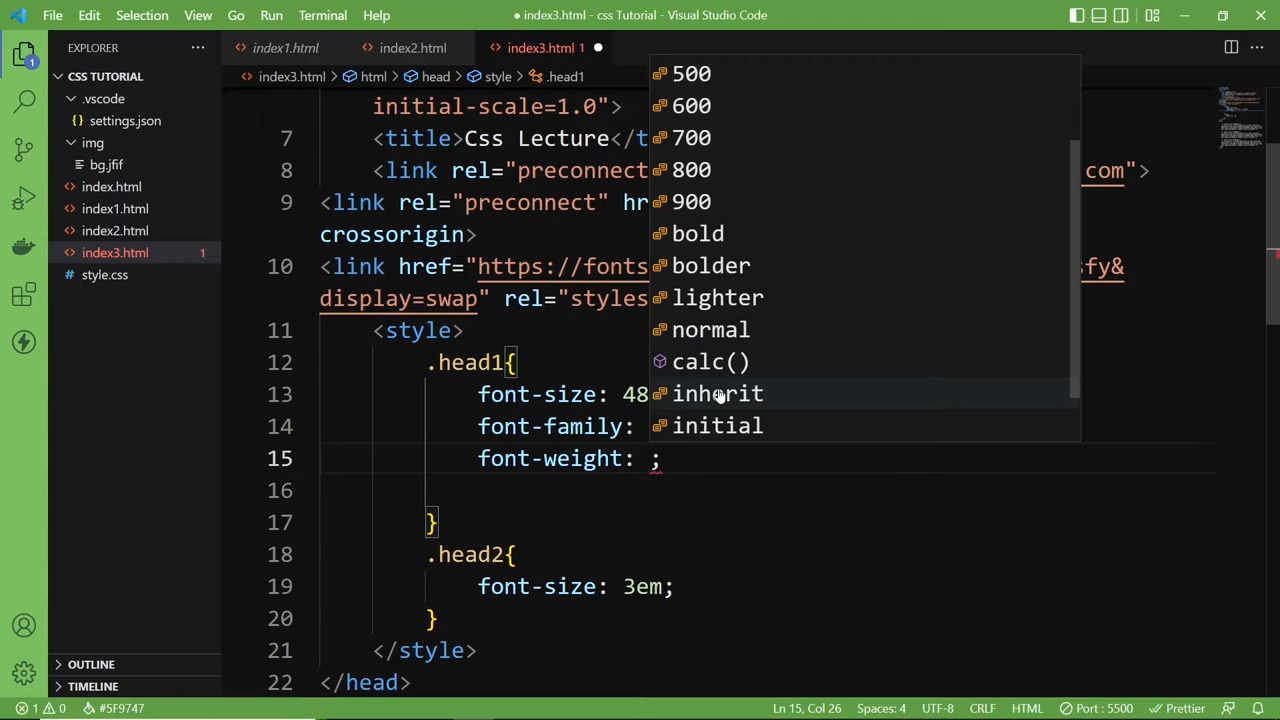 File Edit Selection View Go Run Terminal Help
● index3.html - css Tutorial - Visual Studio Code
EXPLORER
index1.html
index2.html
index3.html 1
CSS TUTORIAL
.vscode
settings.json
img
bg.jfif
index.html
index1.html
index2.html
index3.html 1
style.css
OUTLINE
TIMELINE
index3.html > html > head > style > .head1
initial-scale=1.0">
7 <title>Css Lecture</t
8 <link rel="preconnect com">
9 <link rel="preconnect" hr
crossorigin>
10 <link href="https://fonts sfy&
display=swap" rel="styles
11 <style>
12 .head1{
13 font-size: 48
14 font-family:
15 font-weight: ;
16
17 }
18 .head2{
19 font-size: 3em;
20 }
21 </style>
22 </head>
500
600
700
800
900
bold
bolder
lighter
normal
calc()
inherit
initial
1 0 #5F9747 Ln 15, Col 26 Spaces: 4 UTF-8 CRLF HTML Port : 5500 Prettier